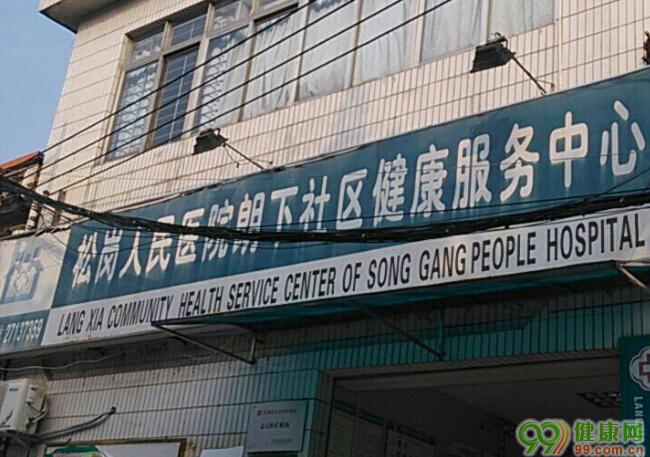 松岗人民医院朗下社区健康服务中心
LANG XIA COMMUNITY HEALTH SERVICE CENTER OF SONG GANG PEOPLE HOSPITAL
27137359
LAN
99健康网
99.com.cn